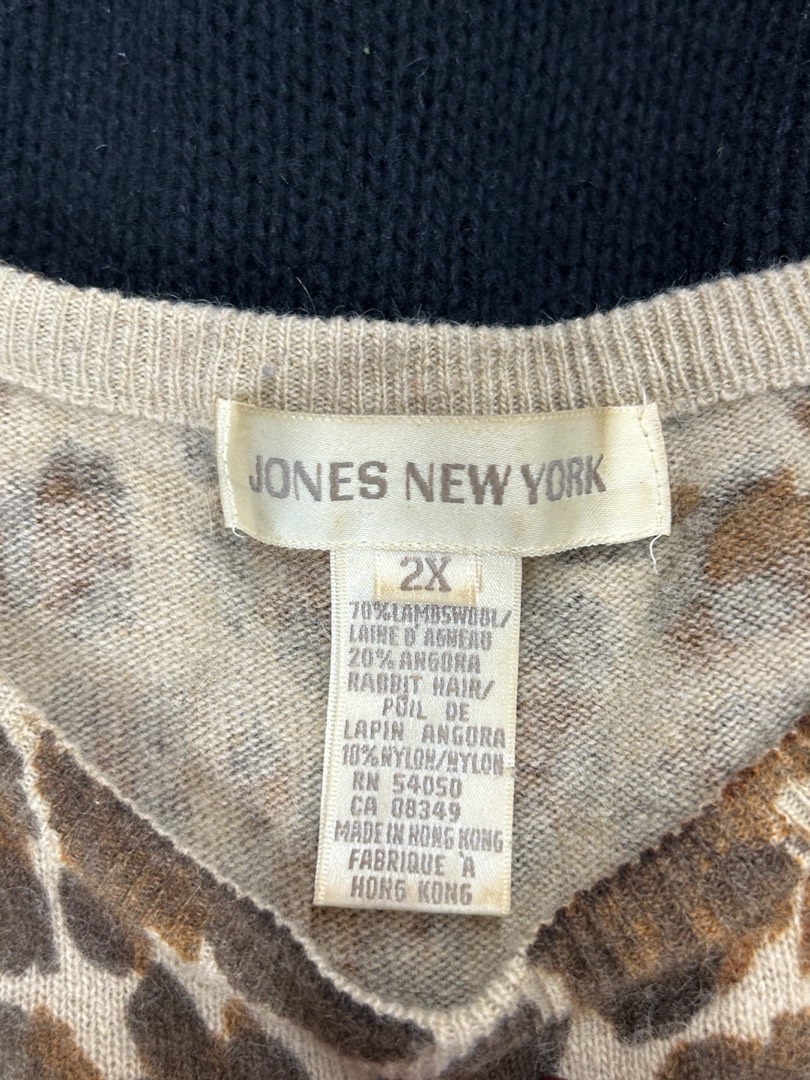 JONES NEW YORK
2X
70% LAMBSWOOL/
LAINE D'AGNEAU
20% ANGORA
RABBIT HAIR/
POIL DE
LAPIN ANGORA
10% NYLON/NYLON
RN 54050
CA 08349
MADE IN HONG KONG
FABRIQUE 'A
HONG KONG